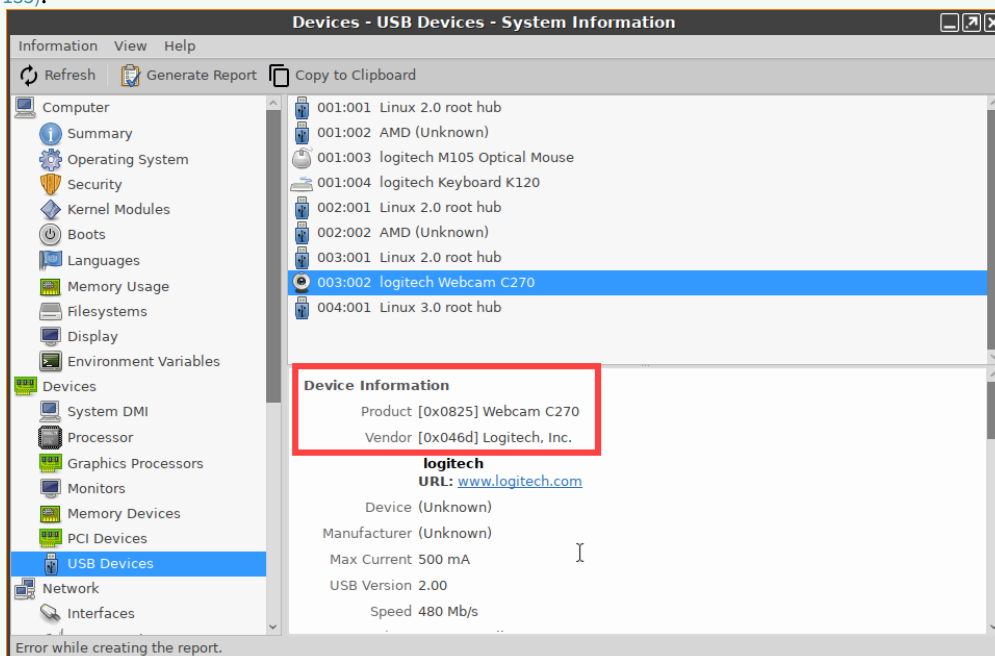 133).
Devices - USB Devices - System Information
Information View Help
Refresh Generate Report Copy to Clipboard
Computer
Summary
Operating System
Security
Kernel Modules
Boots
Languages
Memory Usage
Filesystems
Display
Environment Variables
Devices
System DMI
Processor
Graphics Processors
Monitors
Memory Devices
PCI Devices
USB Devices
Network
Interfaces
001:001 Linux 2.0 root hub
001:002 AMD (Unknown)
001:003 logitech M105 Optical Mouse
001:004 logitech Keyboard K120
002:001 Linux 2.0 root hub
002:002 AMD (Unknown)
003:001 Linux 2.0 root hub
003:002 logitech Webcam C270
004:001 Linux 3.0 root hub
Device Information
Product [0x0825] Webcam C270
Vendor [0x046d] Logitech, Inc.
logitech
URL: www.logitech.com
Device (Unknown)
Manufacturer (Unknown)
Max Current 500 mA
USB Version 2.00
Speed 480 Mb/s
Error while creating the report.